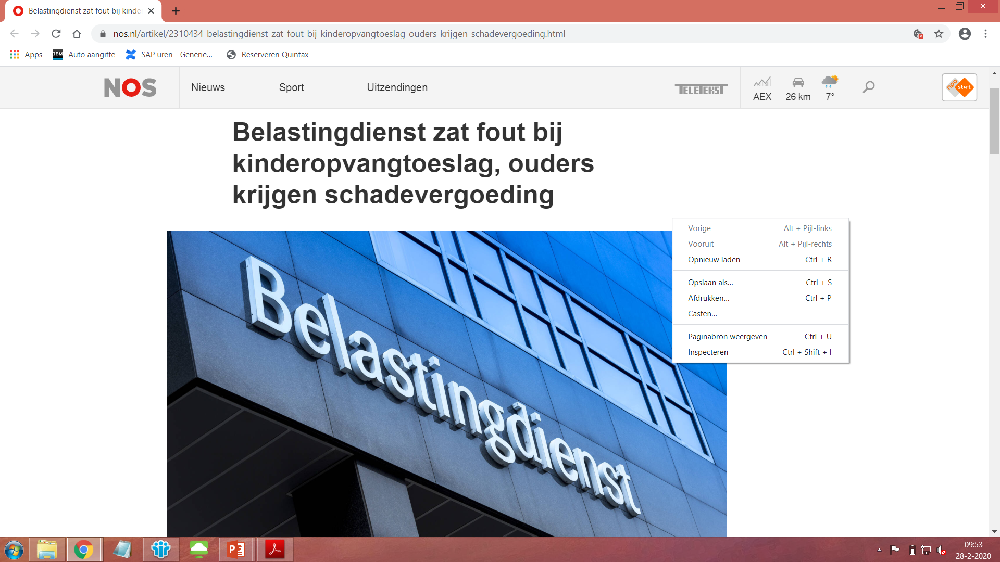 Belastingdienst zat fout bij kinde
nos.nl/artikel/2310434-belastingdienst-zat-fout-bij-kinderopvangtoeslag-ouders-krijgen-schadevergoeding.html
Apps
IBM
Auto aangifte
SAP uren - Generie...
Reserveren Quintax
NOS
Nieuws
Sport
Uitzendingen
TELETEKST
AEX
26 km
7°
npo start
Belastingdienst zat fout bij
kinderopvangtoeslag, ouders
krijgen schadevergoeding
Vorige Alt + Pijl-links
Vooruit Alt + Pijl-rechts
Opnieuw laden Ctrl + R
Opslaan als... Ctrl + S
Afdrukken... Ctrl + P
Casten...
Paginabron weergeven Ctrl + U
Inspecteren Ctrl + Shift + I
Belastingdienst
09:53
28-2-2020